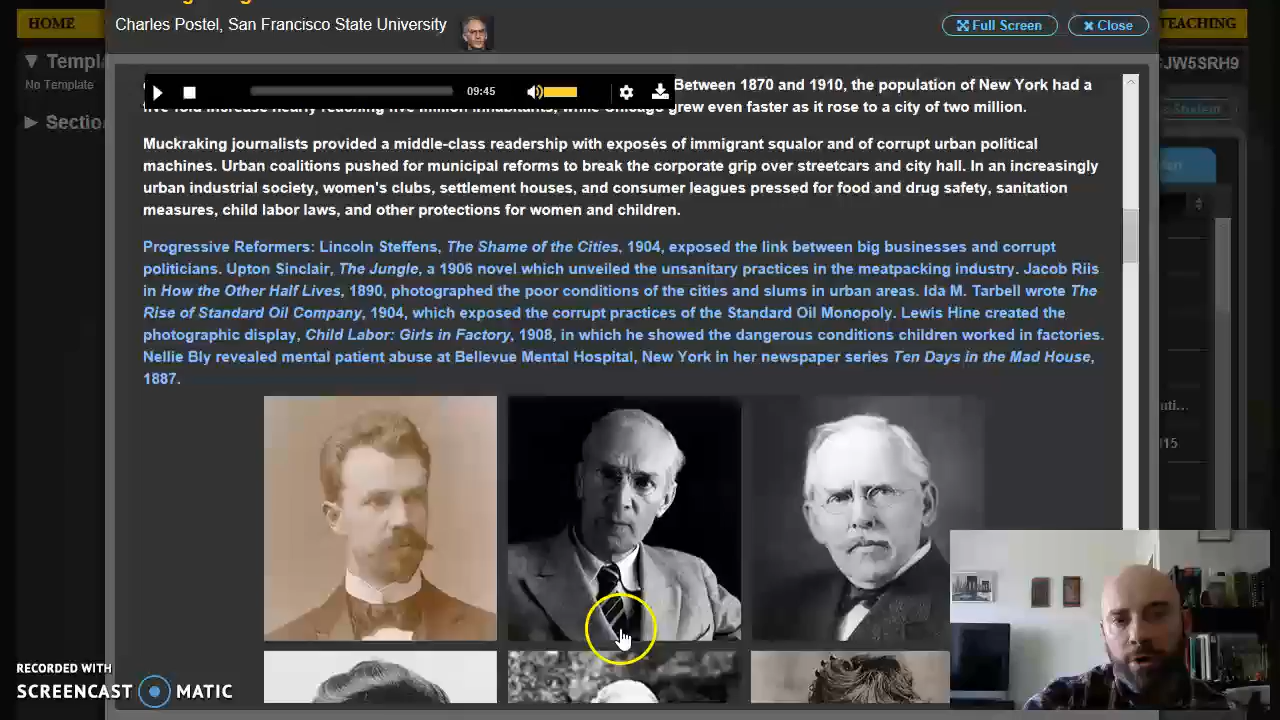 HOME
TEACHING
Charles Postel, San Francisco State University
Full Screen
Close
Templ
No Template
Sectio
JW5SRH9
09:45
Between 1870 and 1910, the population of New York had a
grew even faster as it rose to a city of two million.
Muckraking journalists provided a middle-class readership with exposés of immigrant squalor and of corrupt urban political
machines. Urban coalitions pushed for municipal reforms to break the corporate grip over streetcars and city hall. In an increasingly
urban industrial society, women's clubs, settlement houses, and consumer leagues pressed for food and drug safety, sanitation
measures, child labor laws, and other protections for women and children.
Progressive Reformers: Lincoln Steffens, The Shame of the Cities, 1904, exposed the link between big businesses and corrupt
politicians. Upton Sinclair, The Jungle, a 1906 novel which unveiled the unsanitary practices in the meatpacking industry. Jacob Riis
in How the Other Half Lives, 1890, photographed the poor conditions of the cities and slums in urban areas. Ida M. Tarbell wrote The
Rise of Standard Oil Company, 1904, which exposed the corrupt practices of the Standard Oil Monopoly. Lewis Hine created the
photographic display, Child Labor: Girls in Factory, 1908, in which he showed the dangerous conditions children worked in factories.
Nellie Bly revealed mental patient abuse at Bellevue Mental Hospital, New York in her newspaper series Ten Days in the Mad House,
1887.
RECORDED WITH
SCREENCAST MATIC